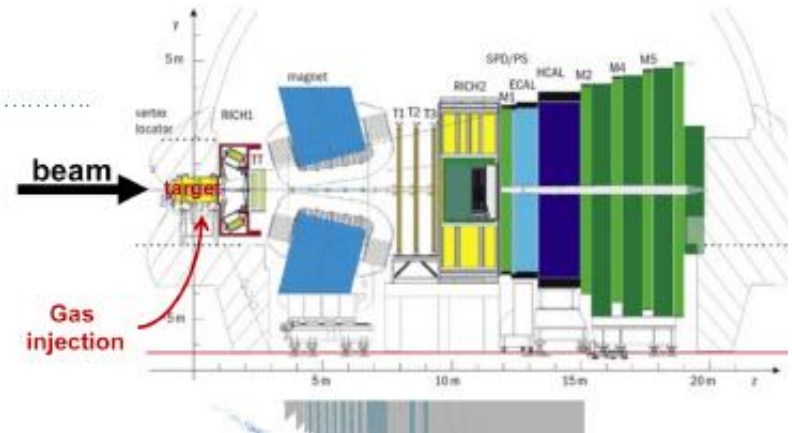 y
5m
SPD/PS
magnet
HCAL
ECAL
M5
M4
M2
RICH2
M1
T1 T2 T3
vertex
locator
RICH1
TT
beam
target
Gas
injection
5m
5m
10m
15m
20m
z